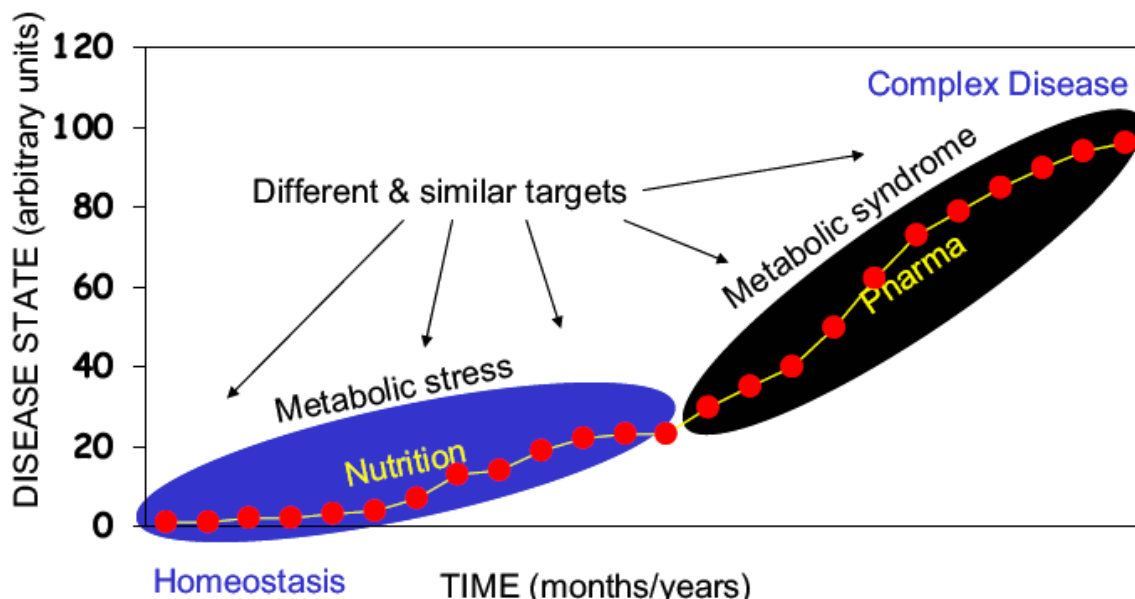 DISEASE STATE (arbitrary units)
120
100
80
60
40
20
0
Complex Disease
Different & similar targets
Metabolic syndrome
Pharma
Metabolic stress
Nutrition
Homeostasis
TIME (months/years)